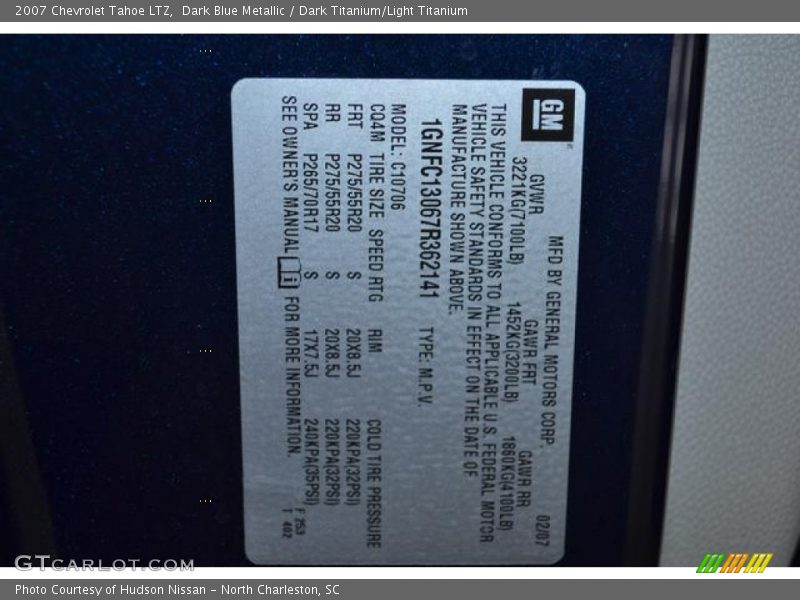 2007 Chevrolet Tahoe LTZ,  Dark Blue Metallic / Dark Titanium/Light Titanium
GM
MFD BY GENERAL MOTORS CORP. 02/07
GVWR GAWR FRT GAWR RR
3221KG(7100LB) 1452KG(3200LB) 1860KG(4100LB)
THIS VEHICLE CONFORMS TO ALL APPLICABLE U.S. FEDERAL MOTOR
VEHICLE SAFETY STANDARDS IN EFFECT ON THE DATE OF
MANUFACTURE SHOWN ABOVE.
1GNFC13067R362141 TYPE: M.P.V.
MODEL: C10706
CQ4M TIRE SIZE SPEED RTG RIM COLD TIRE PRESSURE
FRT P275/55R20 S 20X8.5J 220KPA(32PSI)
RR P275/55R20 S 20X8.5J 220KPA(32PSI)
SPA P265/70R17 S 17X7.5J 240KPA(35PSI)
SEE OWNER'S MANUAL i FOR MORE INFORMATION.
F 253
T 402
GTCARLOT.COM
Photo Courtesy of Hudson Nissan - North Charleston, SC